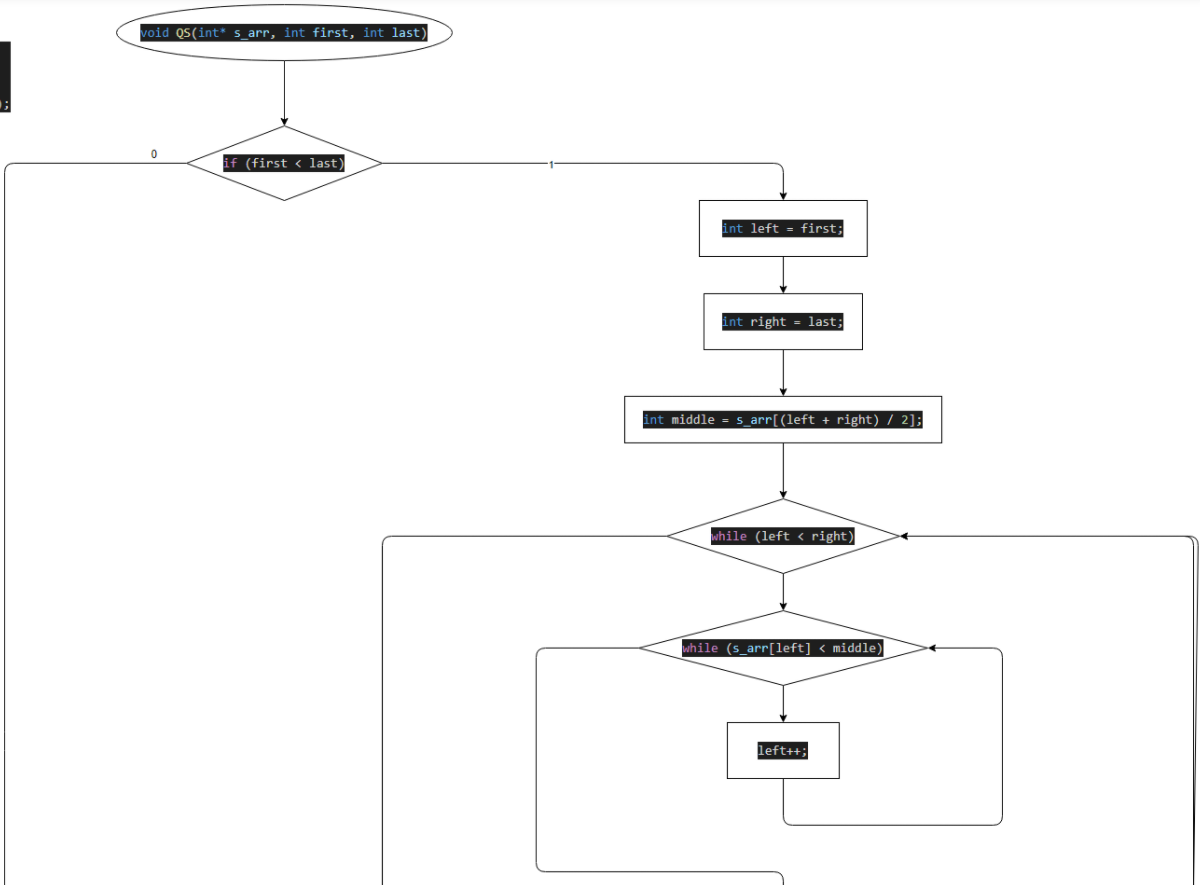 void QS(int* s_arr, int first, int last)
);
0
if (first < last)
1
int left = first;
int right = last;
int middle = s_arr[(left + right) / 2];
while (left < right)
while (s_arr[left] < middle)
left++;